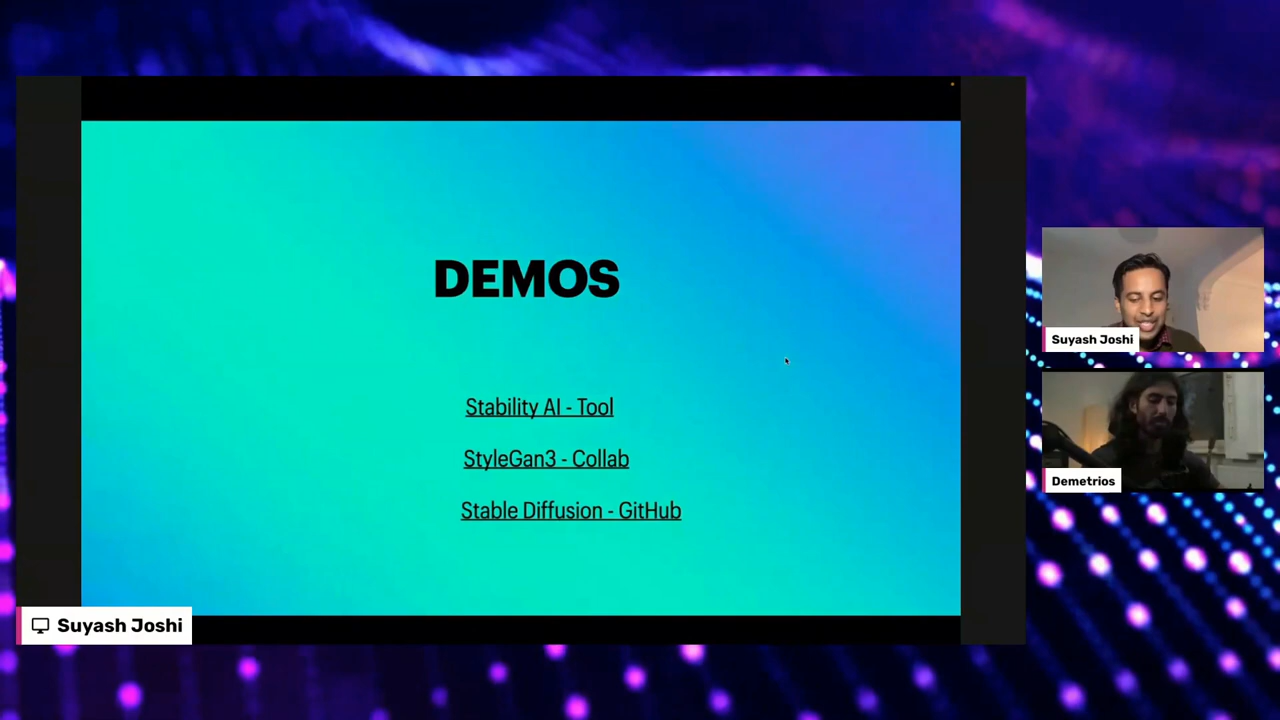 DEMOS
Stability AI - Tool
StyleGan3 - Collab
Stable Diffusion - GitHub
Suyash Joshi
Suyash Joshi
Demetrios